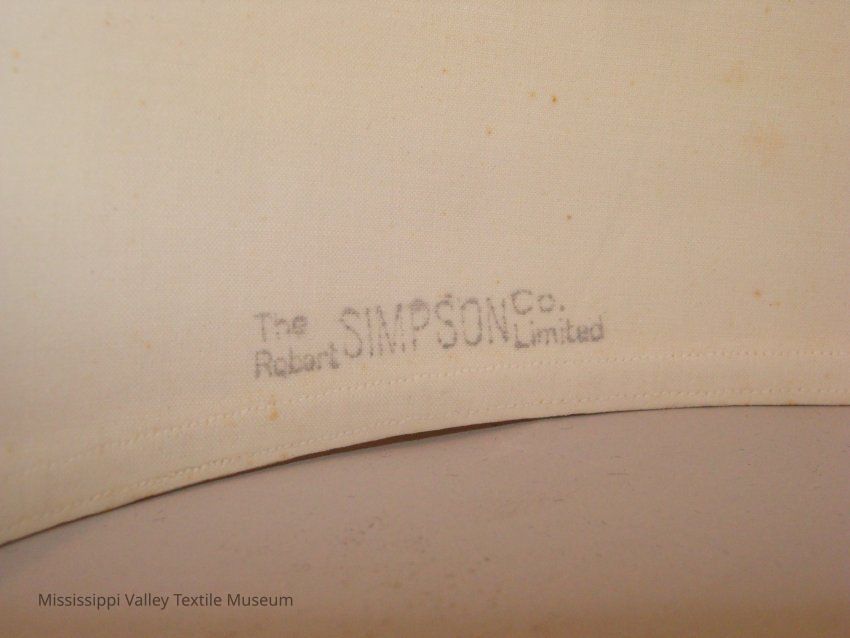 The Robert SIMPSON Co. Limited
Mississippi Valley Textile Museum